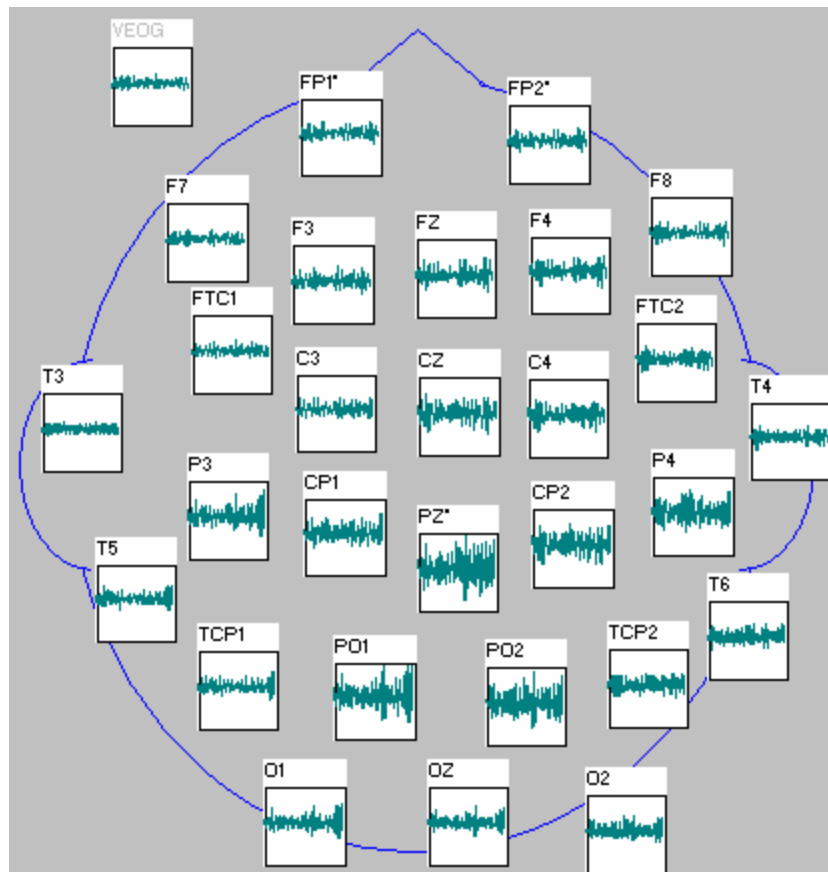 VEOG
FP1"
FP2"
F7
F8
F3
FZ
F4
FTC1
FTC2
C3
CZ
C4
T3
T4
P3
CP1
PZ"
CP2
P4
T5
T6
TCP1
PO1
PO2
TCP2
O1
OZ
O2